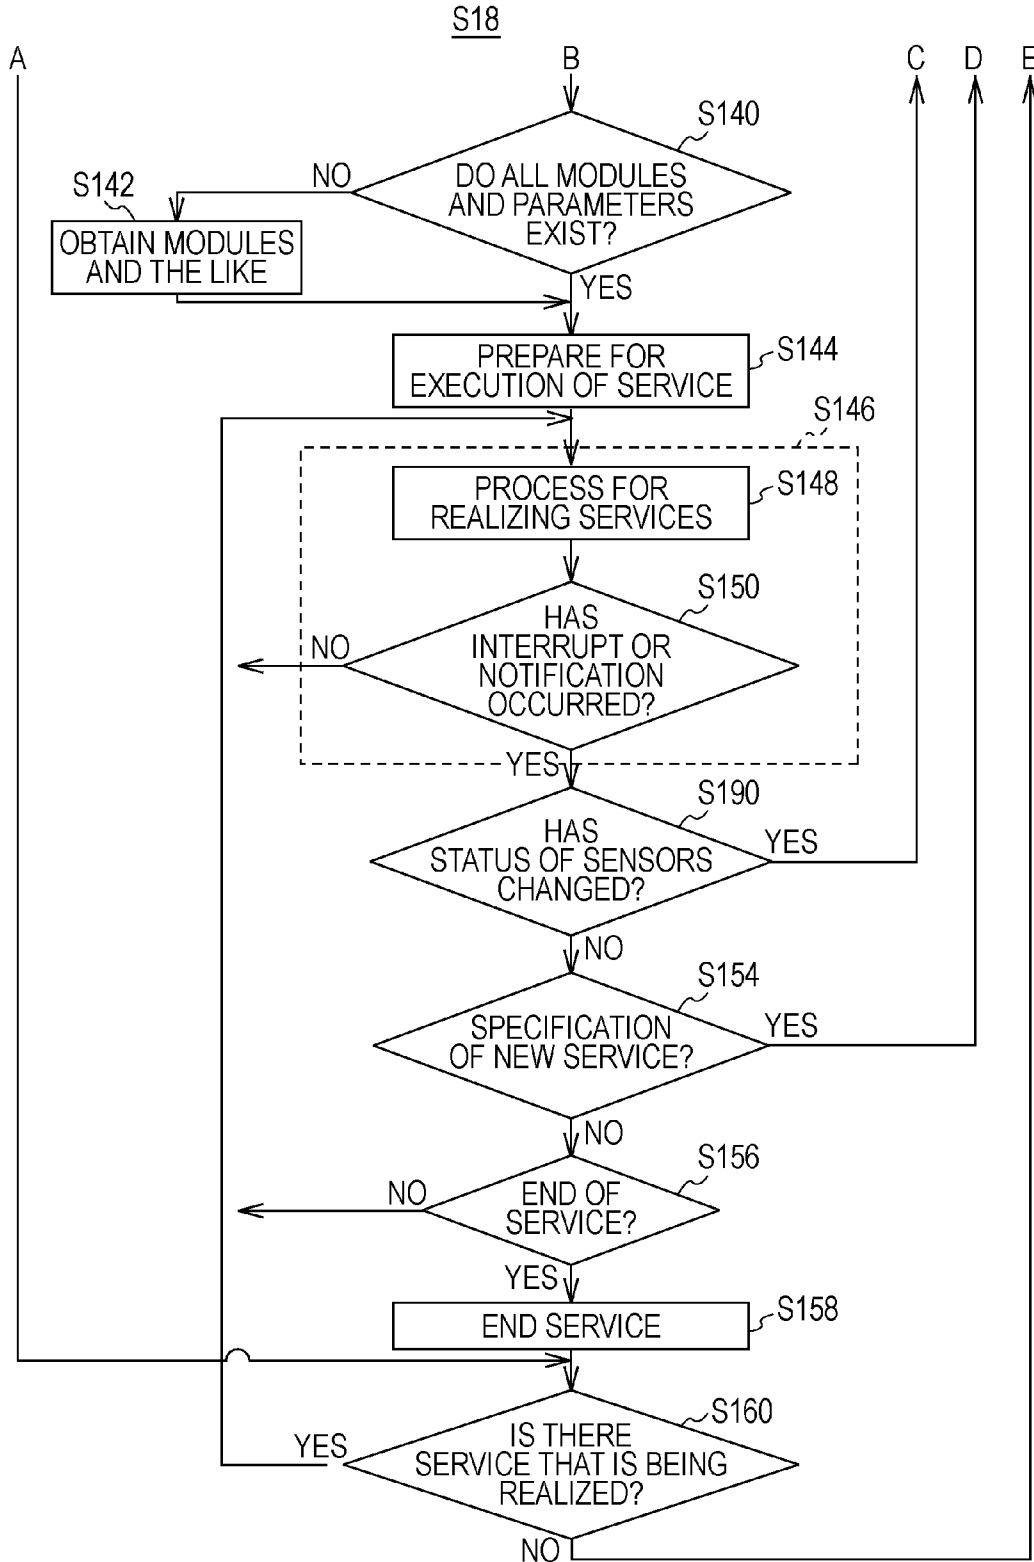 S18
A
B
C
D
E
S140
DO ALL MODULES
AND PARAMETERS
EXIST?
NO
S142
OBTAIN MODULES
AND THE LIKE
YES
PREPARE FOR
EXECUTION OF SERVICE
S144
S146
PROCESS FOR
REALIZING SERVICES
S148
S150
HAS
INTERRUPT OR
NOTIFICATION
OCCURRED?
NO
YES
S190
HAS
STATUS OF SENSORS
CHANGED?
YES
NO
S154
SPECIFICATION
OF NEW SERVICE?
YES
NO
S156
END OF
SERVICE?
NO
YES
END SERVICE
S158
S160
IS THERE
SERVICE THAT IS BEING
REALIZED?
YES
NO